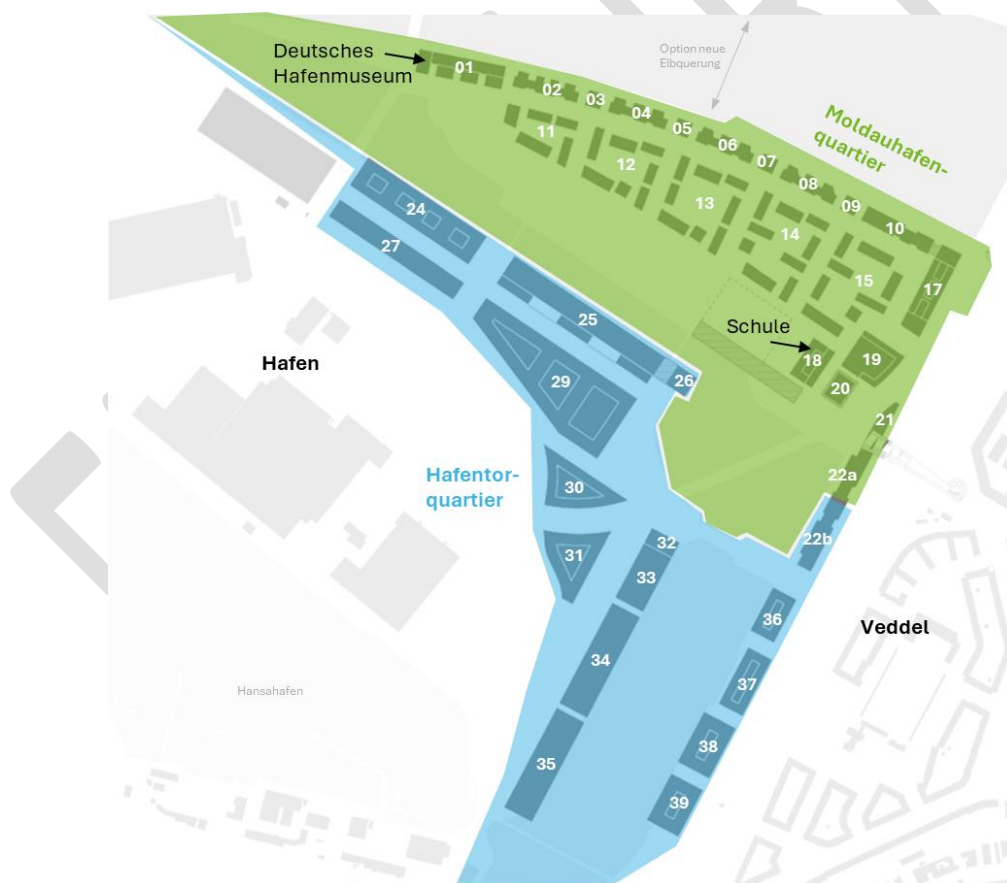 Deutsches
Hafenmuseum
01
Option neue
Elbquerung
02
03
04
05
06
07
08
09
10
Moldauhafen-
quartier
11
12
13
14
15
17
24
27
25
Schule
18
19
20
26
21
Hafen
29
22a
Hafentor-
quartier
30
22b
32
31
33
36
Veddel
34
37
Hansahafen
38
35
39